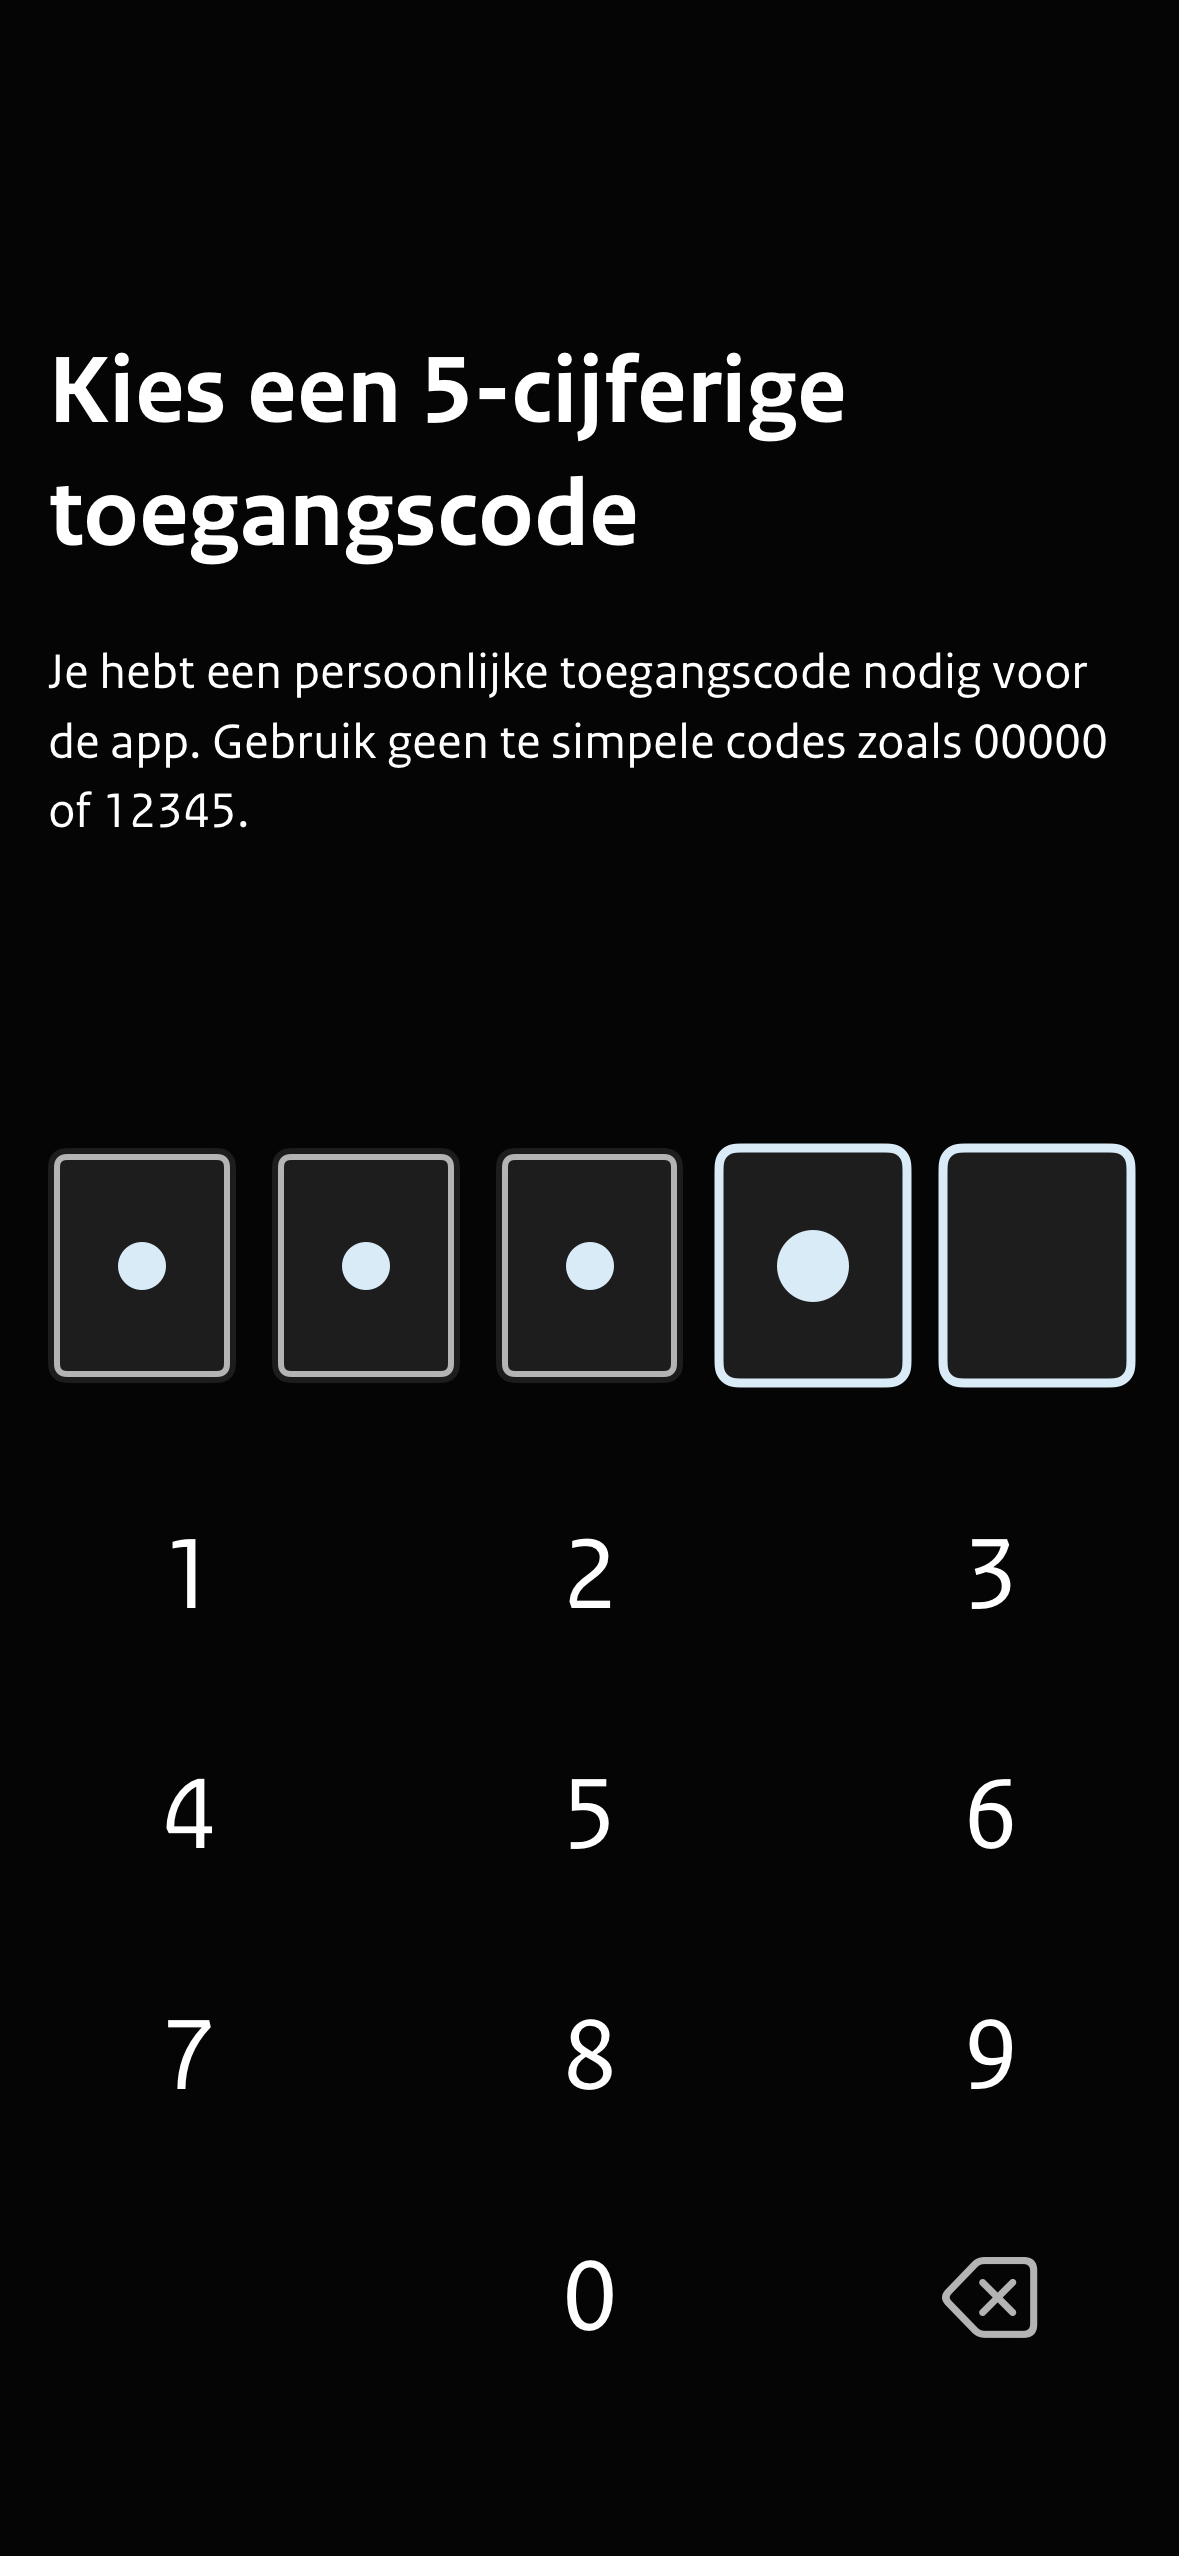 Kies een 5-cijferige
toegangscode
Je hebt een persoonlijke toegangscode nodig voor
de app. Gebruik geen te simpele codes zoals 00000
of 12345.
1 2 3
4 5 6
7 8 9
0